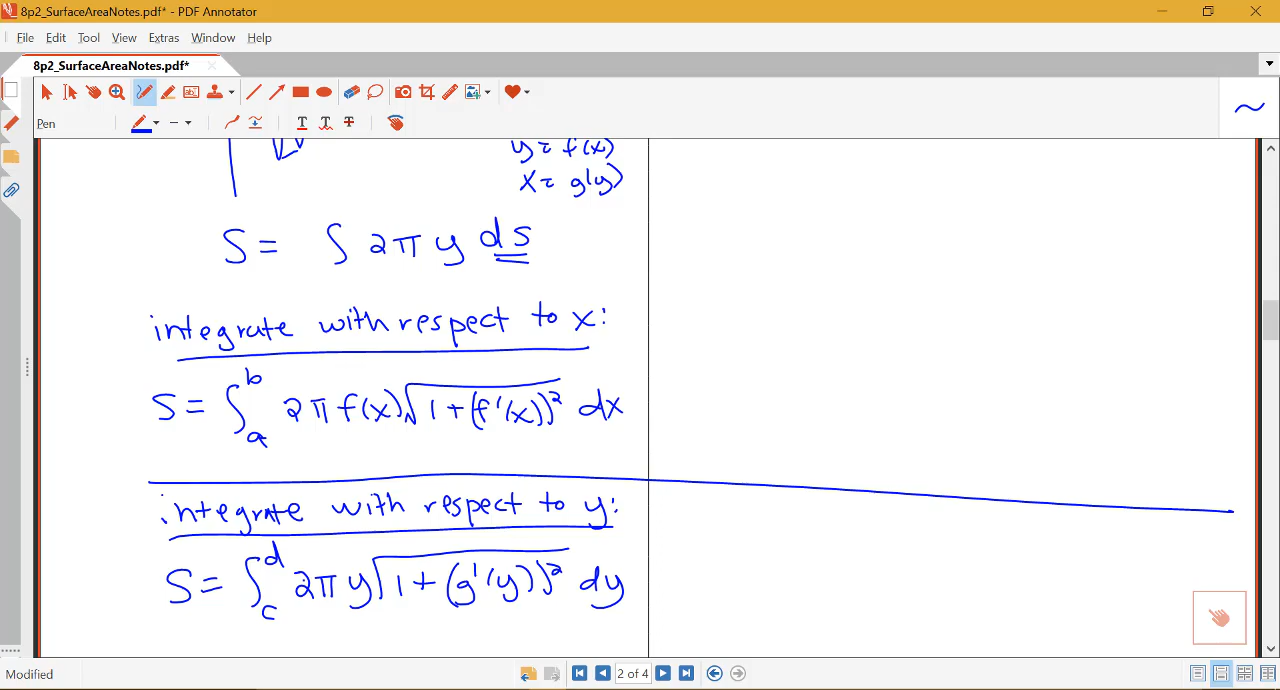 8p2_SurfaceAreaNotes.pdf* - PDF Annotator
File Edit Tool View Extras Window Help
8p2_SurfaceAreaNotes.pdf*
Pen
y = f(x)
x = g(y)
S = ∫ 2π y ds
integrate with respect to x:
S = ∫_a^b 2π f(x) √(1 + (f'(x))²) dx
integrate with respect to y:
S = ∫_c^d 2π y √(1 + (g'(y))²) dy
Modified
2 of 4